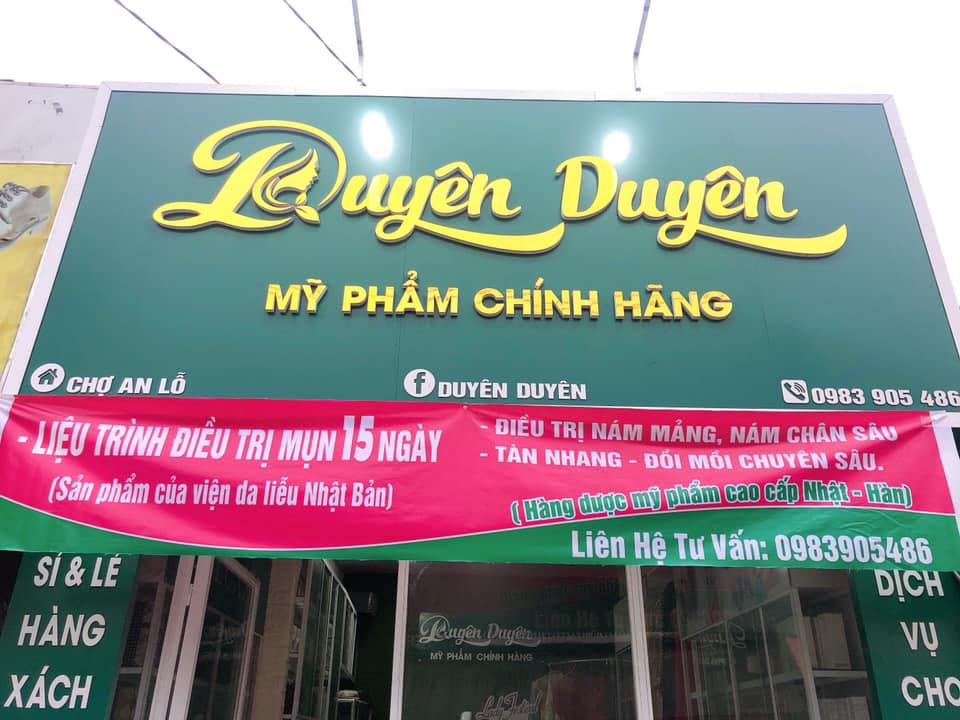 Duyên Duyên
MỸ PHẨM CHÍNH HÃNG
CHỢ AN LỖ
DUYÊN DUYÊN
0983 905 486
- LIỆU TRÌNH ĐIỀU TRỊ MỤN 15 NGÀY
(Sản phẩm của viện da liễu Nhật Bản)
- ĐIỀU TRỊ NÁM MẢNG, NÁM CHÂN SÂU
- TÀN NHANG - ĐỒI MỒI CHUYÊN SÂU.
(Hàng dược mỹ phẩm cao cấp Nhật - Hàn)
Liên Hệ Tư Vấn: 0983905486
SÍ & LẺ
HÀNG
XÁCH
Duyên Duyên
MỸ PHẨM CHÍNH HÃNG
DỊCH
VỤ
CHO